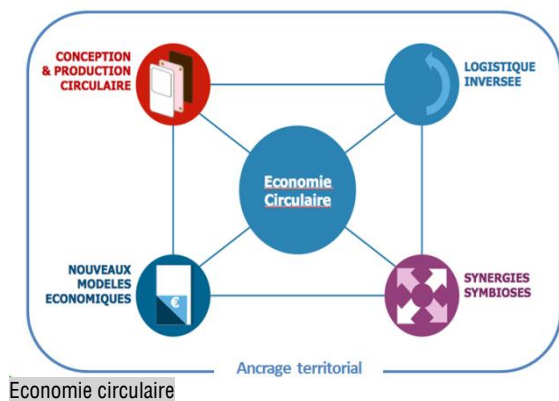 CONCEPTION
& PRODUCTION
CIRCULAIRE
LOGISTIQUE
INVERSEE
Economie
Circulaire
NOUVEAUX
MODELES
ECONOMIQUES
€
SYNERGIES
SYMBIOSES
Ancrage territorial
Economie circulaire